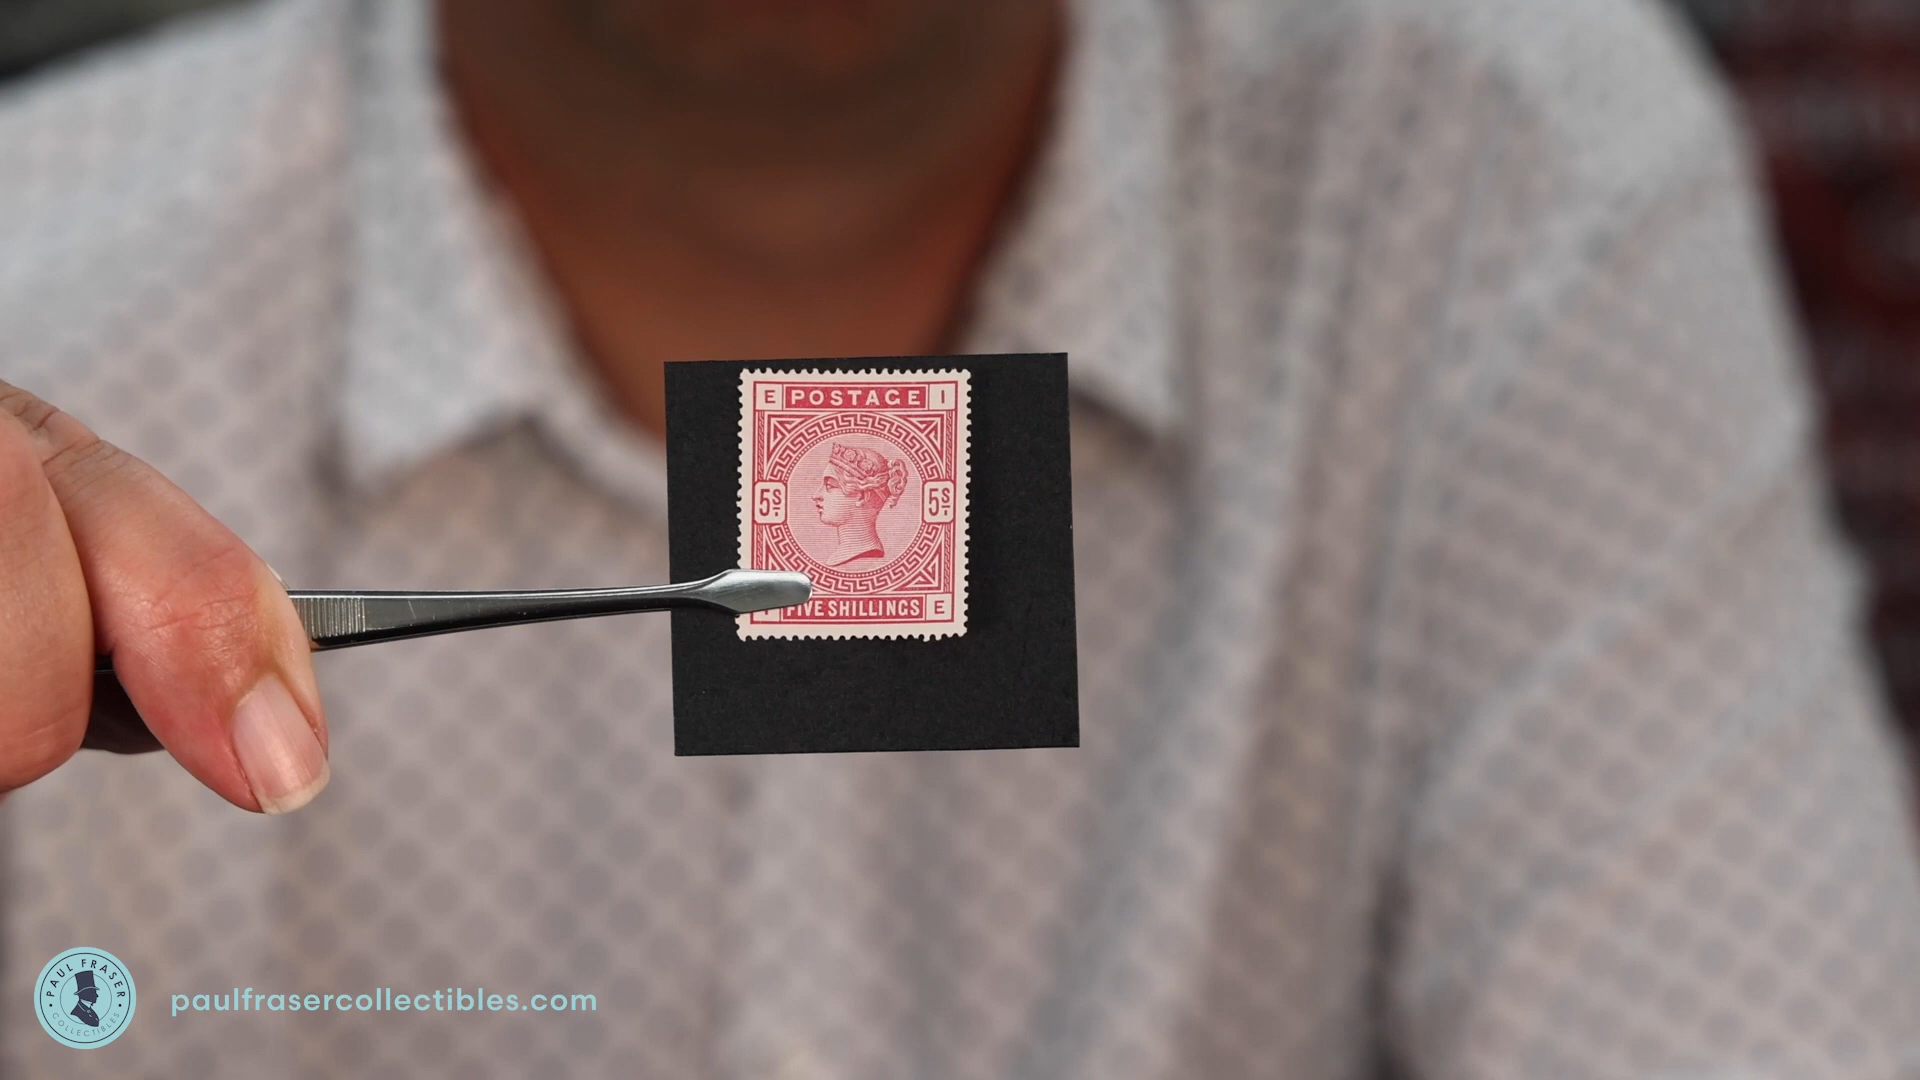 E POSTAGE I
5S 5S
FIVE SHILLINGS E
PAUL FRASER
COLLECTIBLES
paulfrasercollectibles.com